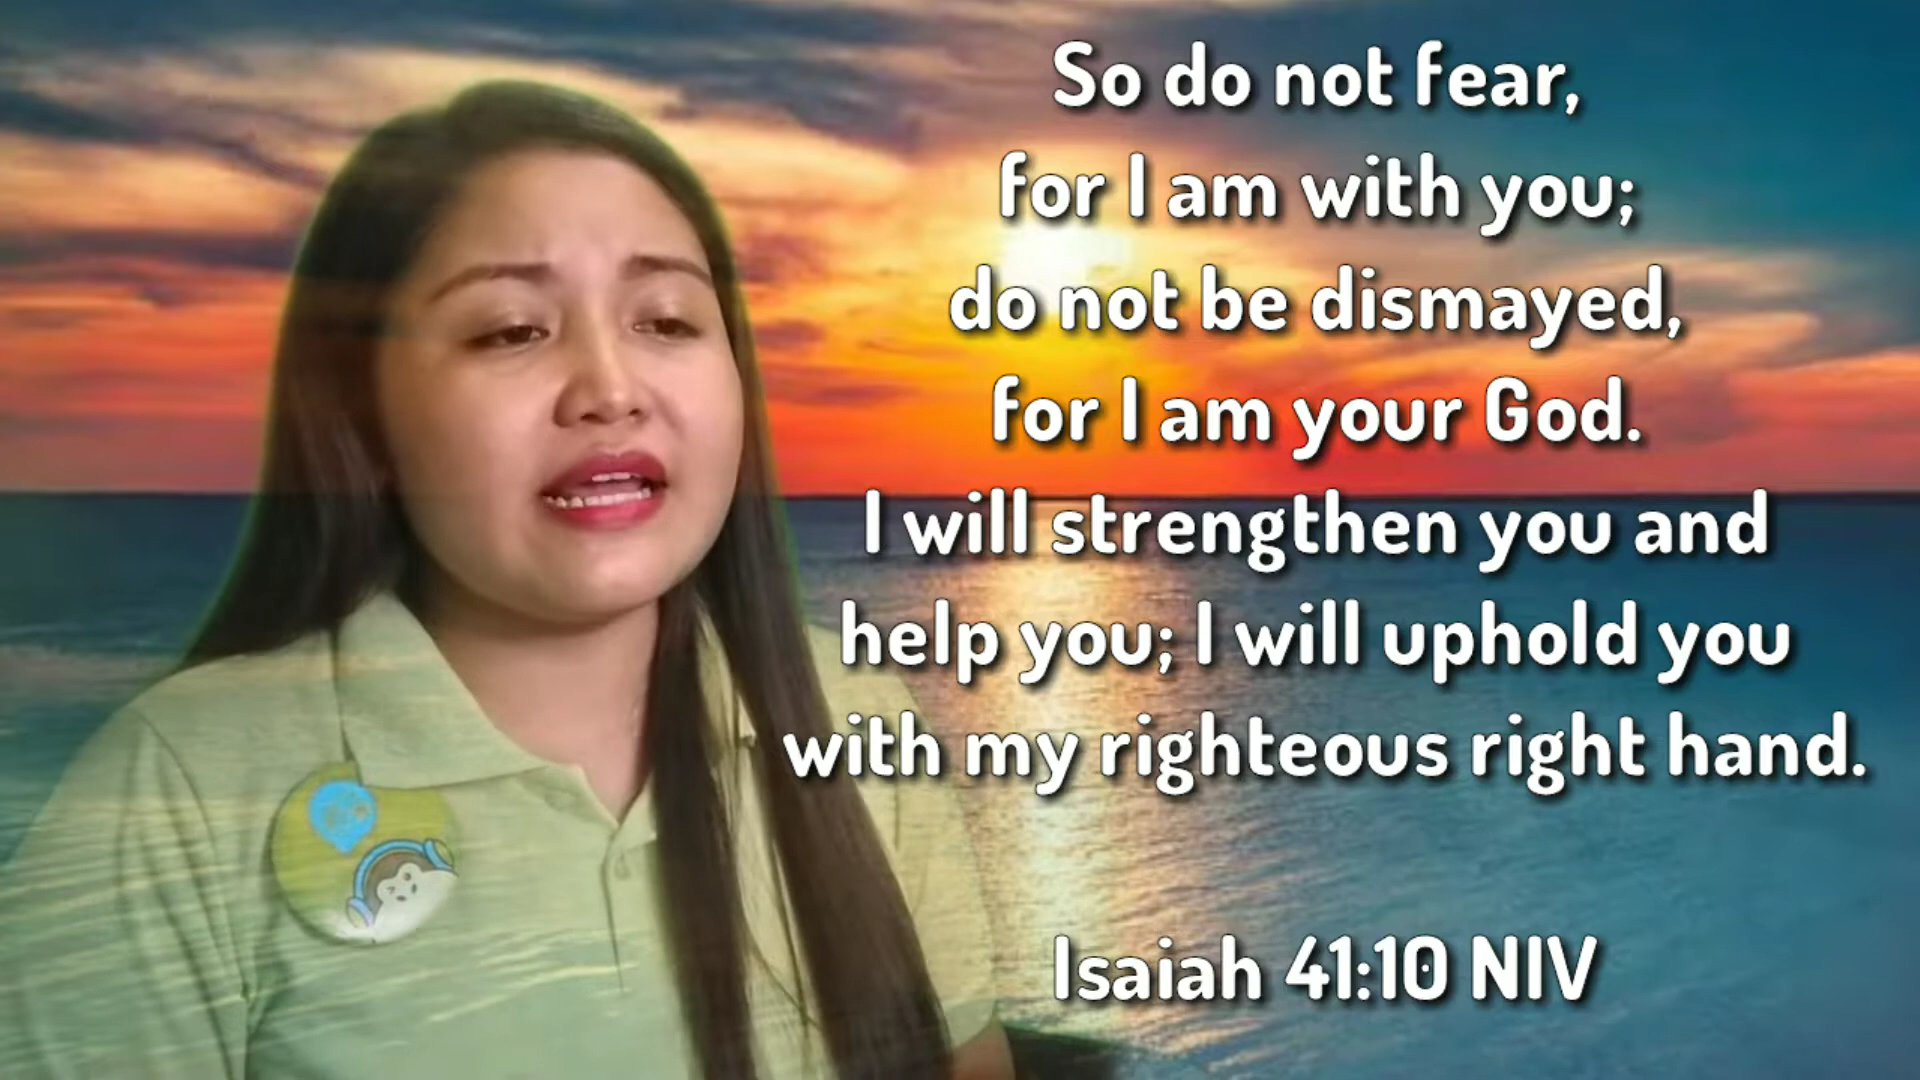 So do not fear,
for I am with you;
do not be dismayed,
for I am your God.
I will strengthen you and
help you; I will uphold you
with my righteous right hand.
Isaiah 41:10 NIV